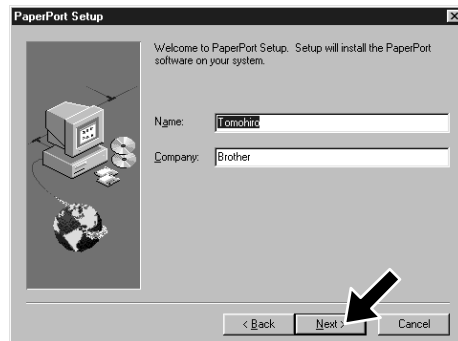 PaperPort Setup
Welcome to PaperPort Setup. Setup will install the PaperPort
software on your system.
Name:
Tomohiro
Company:
Brother
< Back
Next >
Cancel